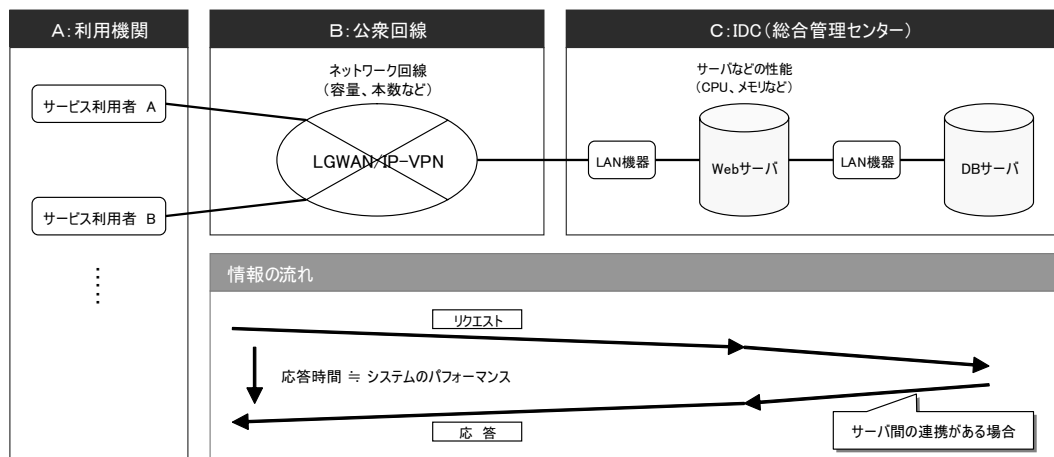 A:利用機関
B:公衆回線
C:IDC(総合管理センター)
ネットワーク回線
(容量、本数など)
サーバなどの性能
(CPU、メモリなど)
サービス利用者 A
LGWAN/IP-VPN
LAN機器
Webサーバ
LAN機器
DBサーバ
サービス利用者 B
情報の流れ
リクエスト
応答時間 ≒ システムのパフォーマンス
応 答
サーバ間の連携がある場合